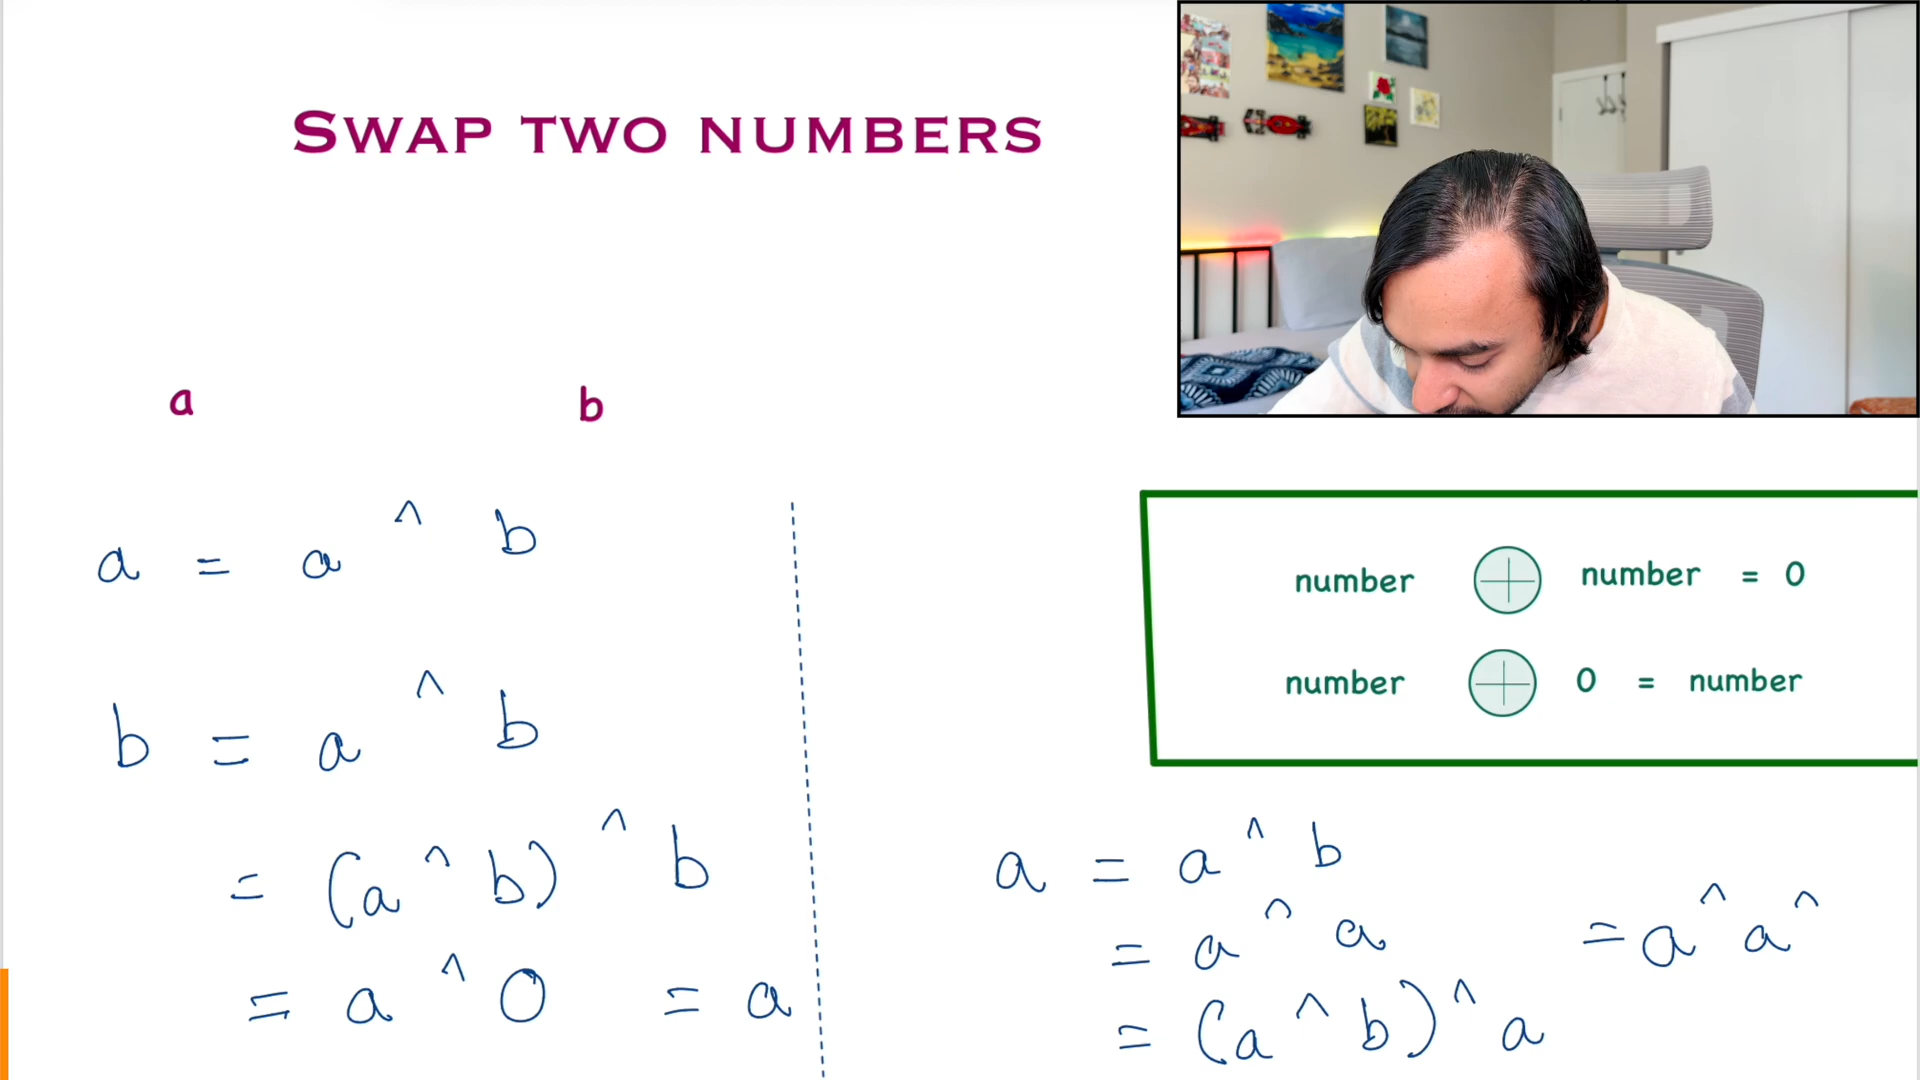 SWAP TWO NUMBERS
a b
a = a ^ b
b = a ^ b
= (a ^ b) ^ b
= a ^ 0 = a
number ⊕ number = 0
number ⊕ 0 = number
a = a ^ b
= a ^ a = a ^ a ^
= (a ^ b) ^ a